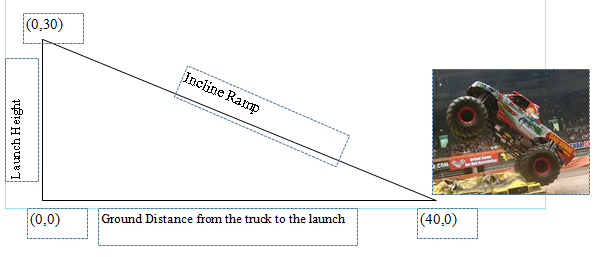 (0,30)
Incline Ramp
Launch Height
(0,0)
Ground Distance from the truck to the launch
(40,0)